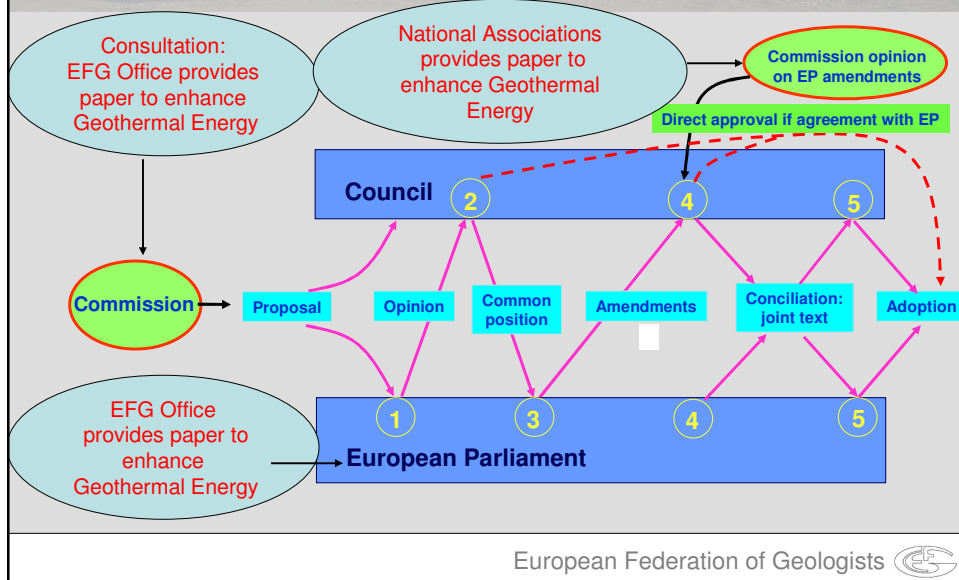 Consultation:
EFG Office provides
paper to enhance
Geothermal Energy
National Associations
provides paper to
enhance Geothermal
Energy
Commission opinion
on EP amendments
Direct approval if agreement with EP
Council
2
4
5
Commission
Proposal
Opinion
Common
position
Amendments
Conciliation:
joint text
Adoption
1
3
4
5
EFG Office
provides paper to
enhance
Geothermal Energy
European Parliament
European Federation of Geologists